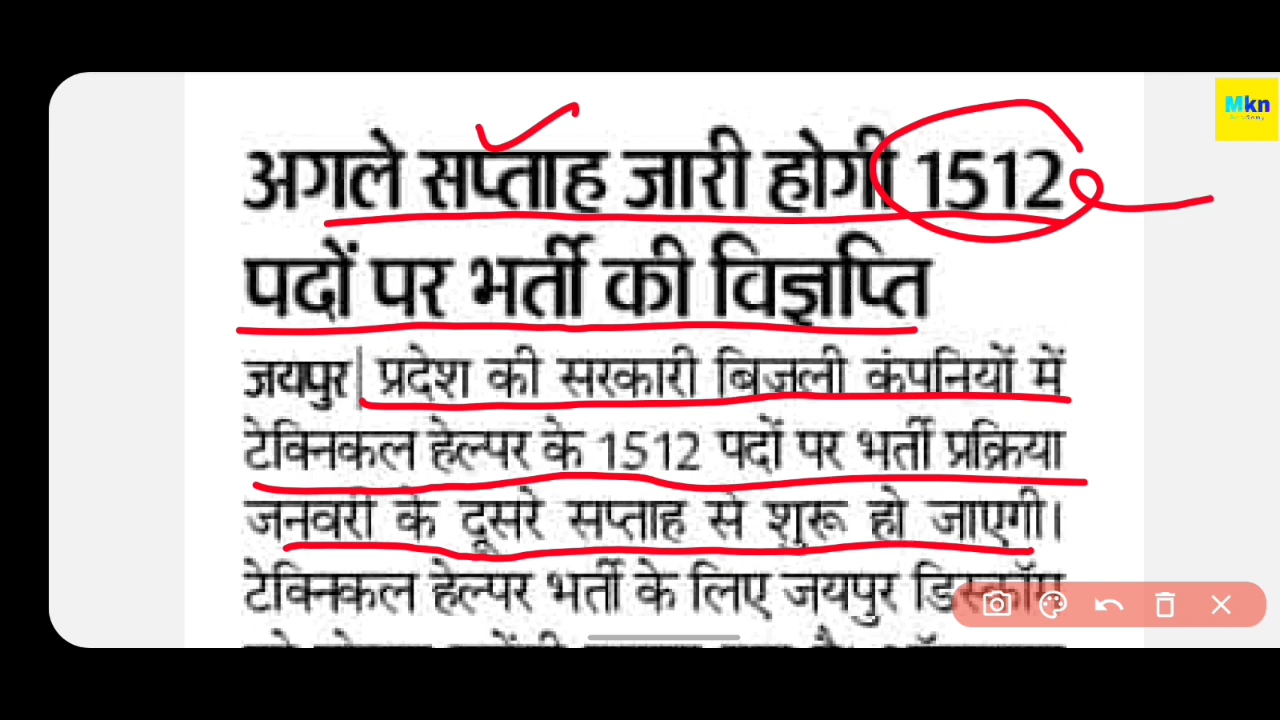 Mkn
अगले सप्ताह जारी होगी 1512
पदों पर भर्ती की विज्ञप्ति
जयपुर| प्रदेश की सरकारी बिजली कंपनियों में
टेक्निकल हेल्पर के 1512 पदों पर भर्ती प्रक्रिया
जनवरी के दूसरे सप्ताह से शुरू हो जाएगी।
टेक्निकल हेल्पर भर्ती के लिए जयपुर डिस्कॉम